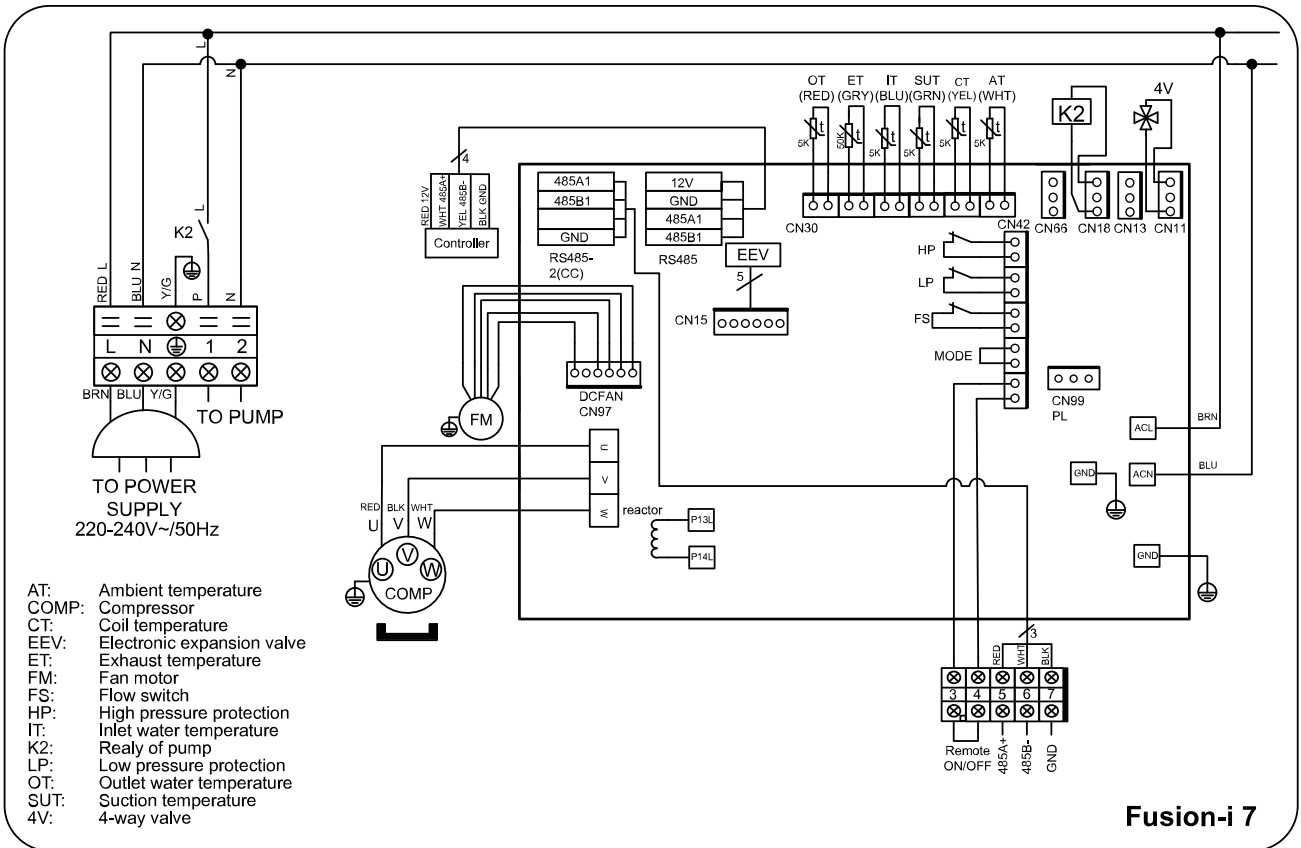 L
N
OT ET IT SUT CT AT
(RED) (GRY) (BLU) (GRN) (YEL) (WHT)
t t t t t t
5K 50K 5K 5K 5K 5K
K2
4V
4
RED 12V
WHT 485A+
YEL 485B-
BLK GND
Controller
485A1
485B1
GND
RS485-
2(CC)
12V
GND
485A1
485B1
RS485
EEV
5
CN15
CN30
CN42
CN66 CN18 CN13 CN11
HP
LP
FS
MODE
CN99
PL
L
K2
RED L
BLU N
Y/G
P
N
L N 1 2
BRN BLU Y/G
TO PUMP
TO POWER
SUPPLY
220-240V~/50Hz
DCFAN
CN97
FM
U
V
W
reactor
P13L
P14L
RED BLK WHT
U V W
U V W
COMP
ACL
BRN
GND
ACN
BLU
GND
3
RED
WHT
BLK
3 4 5 6 7
Remote
ON/OFF
485A+
485B-
GND
AT: Ambient temperature
COMP: Compressor
CT: Coil temperature
EEV: Electronic expansion valve
ET: Exhaust temperature
FM: Fan motor
FS: Flow switch
HP: High pressure protection
IT: Inlet water temperature
K2: Realy of pump
LP: Low pressure protection
OT: Outlet water temperature
SUT: Suction temperature
4V: 4-way valve
Fusion-i 7